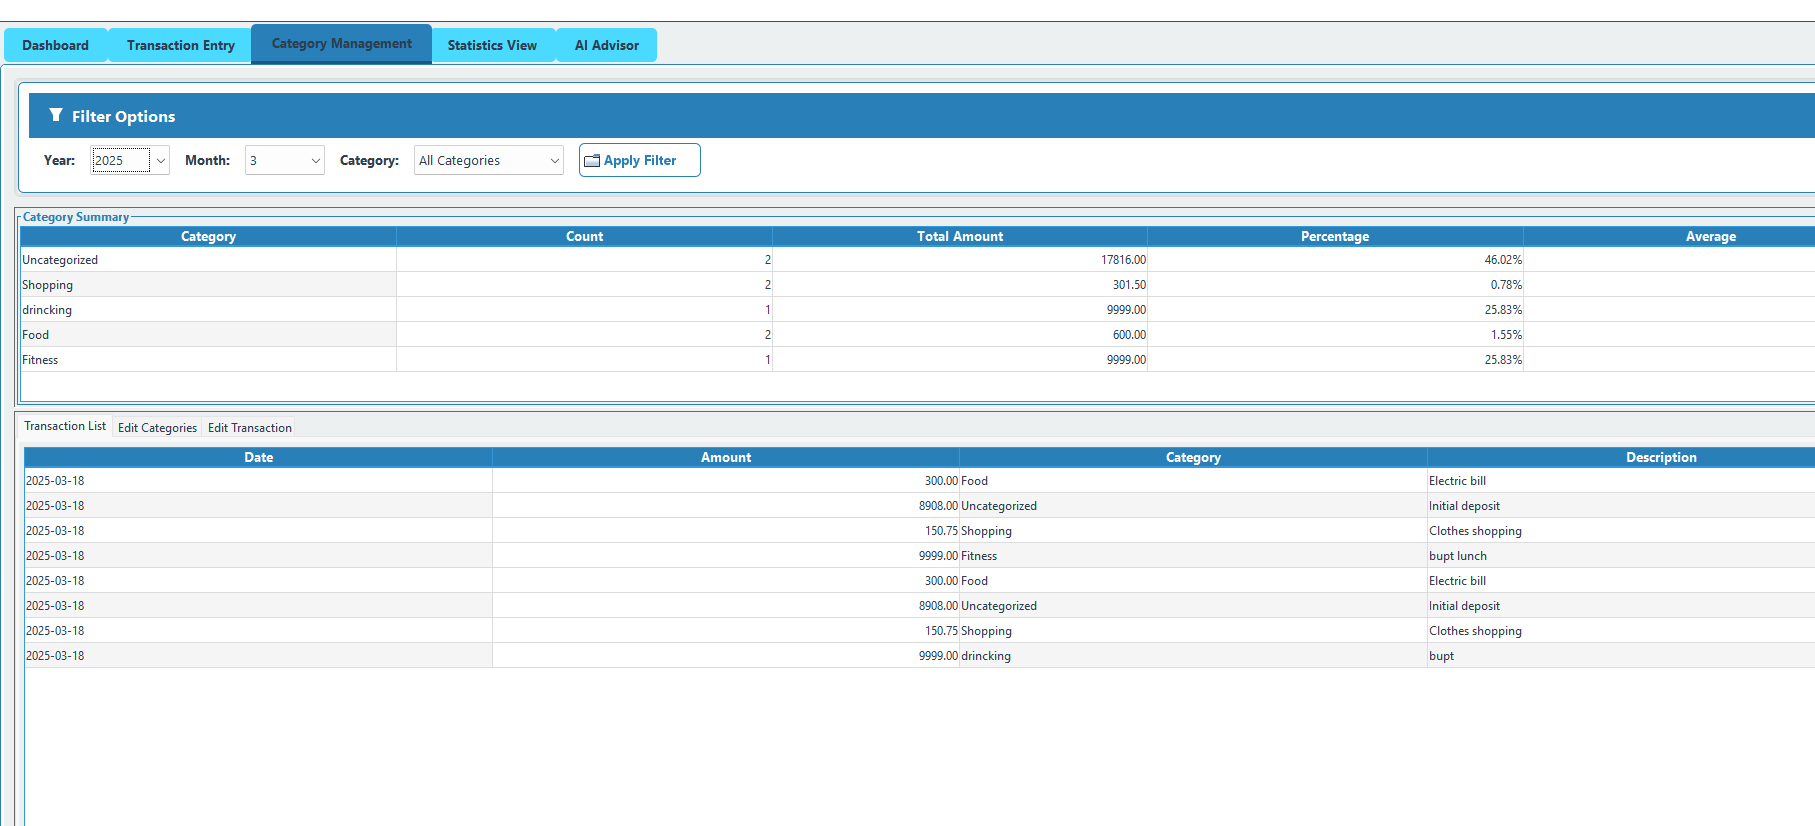 Dashboard Transaction Entry Category Management Statistics View AI Advisor
Filter Options
Year: 2025 Month: 3 Category: All Categories Apply Filter
Category Summary
Category Count Total Amount Percentage Average
Uncategorized 2 17816.00 46.02%
Shopping 2 301.50 0.78%
drincking 1 9999.00 25.83%
Food 2 600.00 1.55%
Fitness 1 9999.00 25.83%
Transaction List Edit Categories Edit Transaction
Date Amount Category Description
2025-03-18 300.00 Food Electric bill
2025-03-18 8908.00 Uncategorized Initial deposit
2025-03-18 150.75 Shopping Clothes shopping
2025-03-18 9999.00 Fitness bupt lunch
2025-03-18 300.00 Food Electric bill
2025-03-18 8908.00 Uncategorized Initial deposit
2025-03-18 150.75 Shopping Clothes shopping
2025-03-18 9999.00 drincking bupt